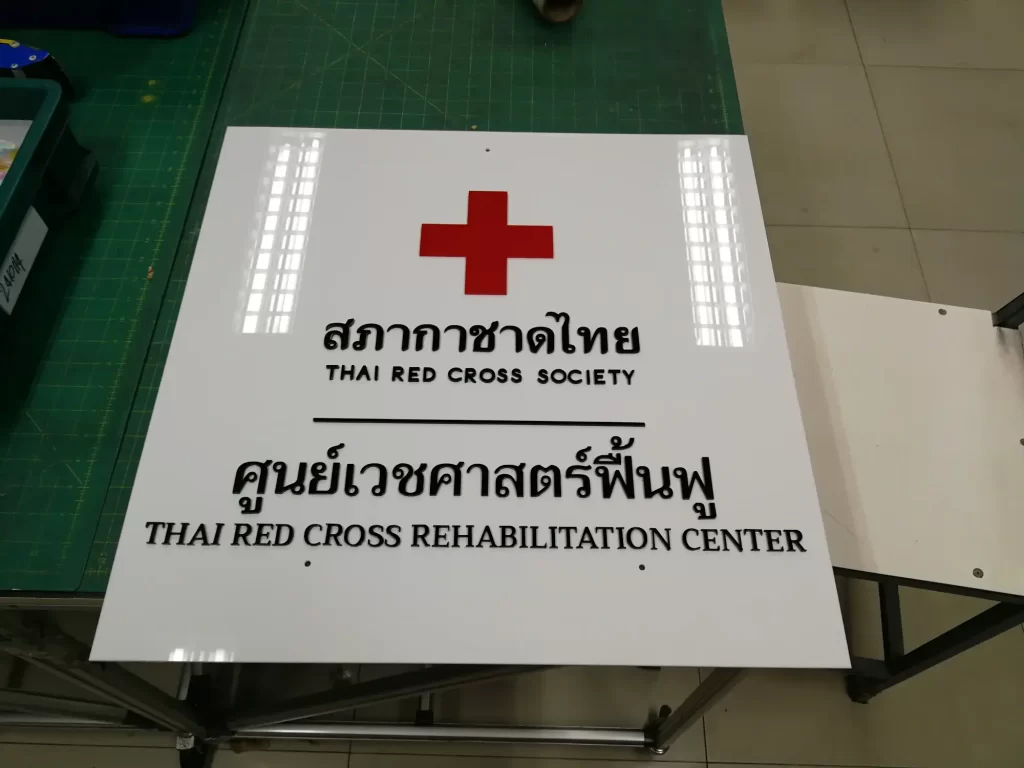 สภากาชาดไทย
THAI RED CROSS SOCIETY
ศูนย์เวชศาสตร์ฟื้นฟู
THAI RED CROSS REHABILITATION CENTER